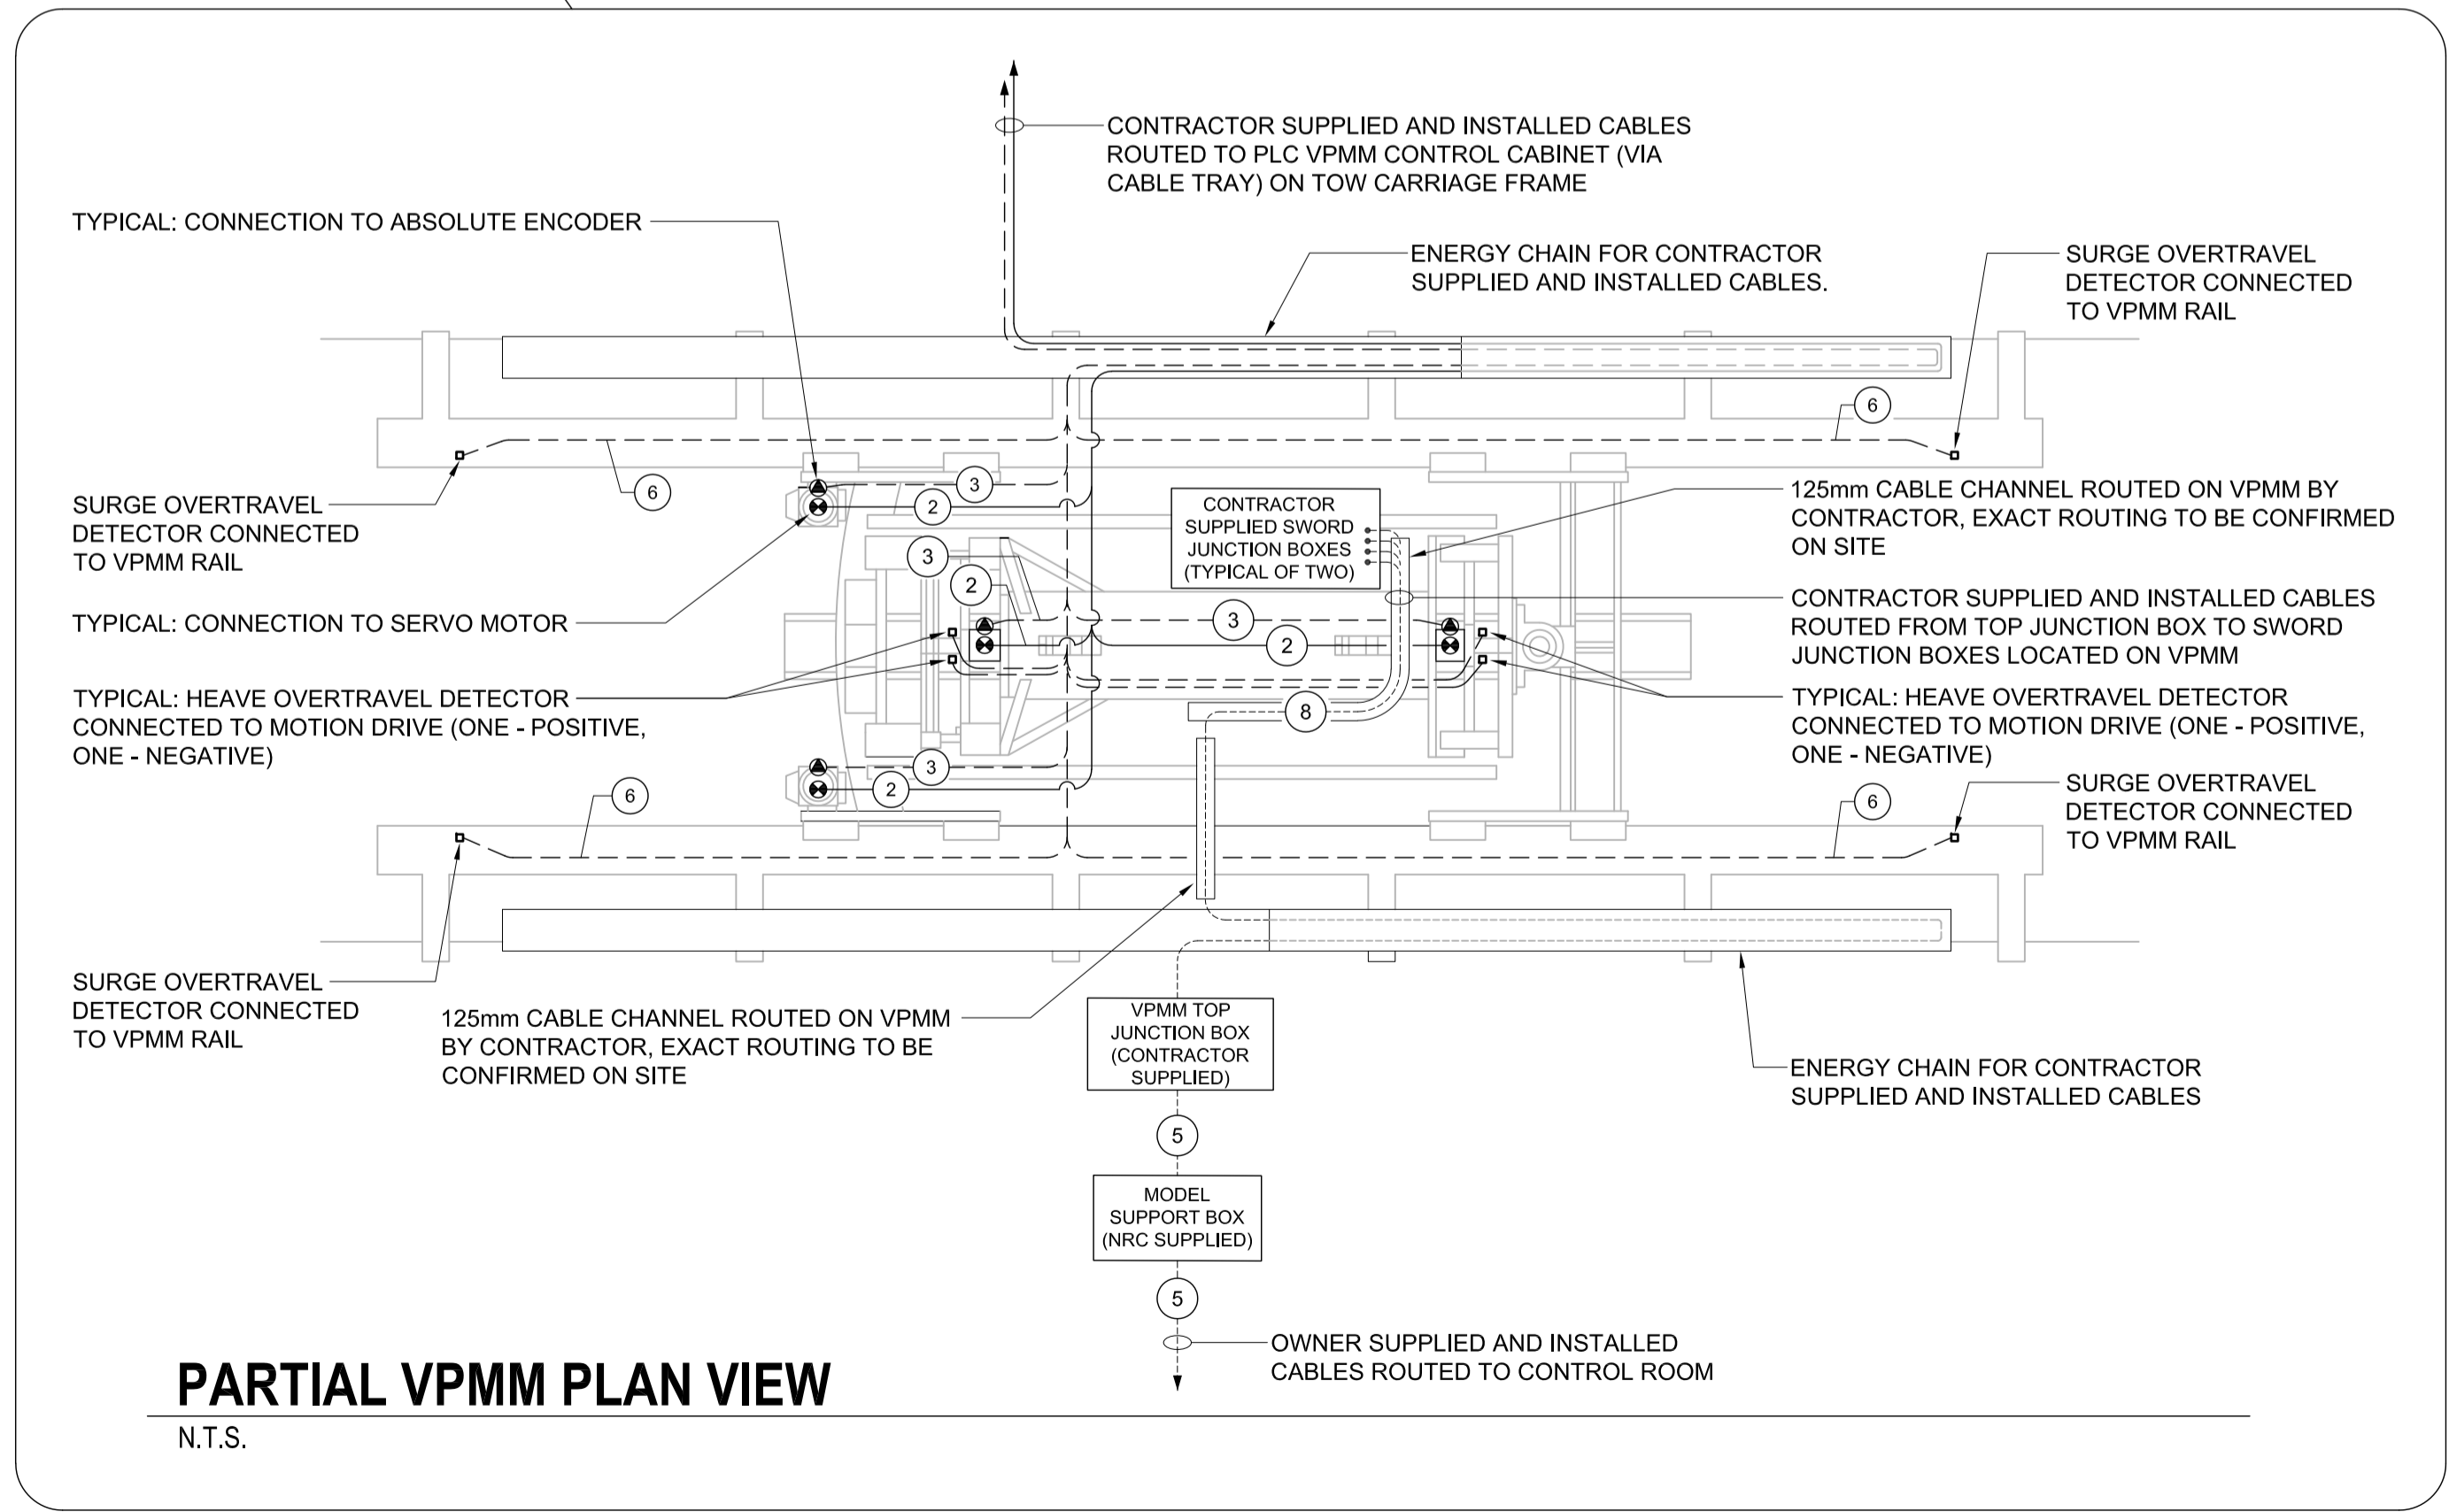 CONTRACTOR SUPPLIED AND INSTALLED CABLES
ROUTED TO PLC VPMM CONTROL CABINET (VIA
CABLE TRAY) ON TOW CARRIAGE FRAME
TYPICAL: CONNECTION TO ABSOLUTE ENCODER
ENERGY CHAIN FOR CONTRACTOR
SUPPLIED AND INSTALLED CABLES.
SURGE OVERTRAVEL
DETECTOR CONNECTED
TO VPMM RAIL
6
6
3
2
SURGE OVERTRAVEL
DETECTOR CONNECTED
TO VPMM RAIL
CONTRACTOR
SUPPLIED SWORD
JUNCTION BOXES
(TYPICAL OF TWO)
125mm CABLE CHANNEL ROUTED ON VPMM BY
CONTRACTOR, EXACT ROUTING TO BE CONFIRMED
ON SITE
3
2
TYPICAL: CONNECTION TO SERVO MOTOR
3
2
CONTRACTOR SUPPLIED AND INSTALLED CABLES
ROUTED FROM TOP JUNCTION BOX TO SWORD
JUNCTION BOXES LOCATED ON VPMM
TYPICAL: HEAVE OVERTRAVEL DETECTOR
CONNECTED TO MOTION DRIVE (ONE - POSITIVE,
ONE - NEGATIVE)
8
TYPICAL: HEAVE OVERTRAVEL DETECTOR
CONNECTED TO MOTION DRIVE (ONE - POSITIVE,
ONE - NEGATIVE)
3
2
6
6
SURGE OVERTRAVEL
DETECTOR CONNECTED
TO VPMM RAIL
SURGE OVERTRAVEL
DETECTOR CONNECTED
TO VPMM RAIL
125mm CABLE CHANNEL ROUTED ON VPMM
BY CONTRACTOR, EXACT ROUTING TO BE
CONFIRMED ON SITE
VPMM TOP
JUNCTION BOX
(CONTRACTOR
SUPPLIED)
ENERGY CHAIN FOR CONTRACTOR
SUPPLIED AND INSTALLED CABLES
5
MODEL
SUPPORT BOX
(NRC SUPPLIED)
5
OWNER SUPPLIED AND INSTALLED
CABLES ROUTED TO CONTROL ROOM
PARTIAL VPMM PLAN VIEW
N.T.S.